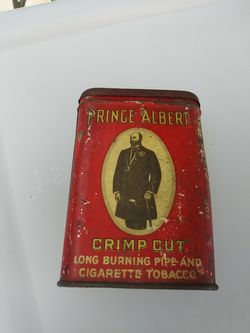 PRINCE ALBERT
CRIMP CUT
LONG BURNING PIPE AND
CIGARETTE TOBACCO